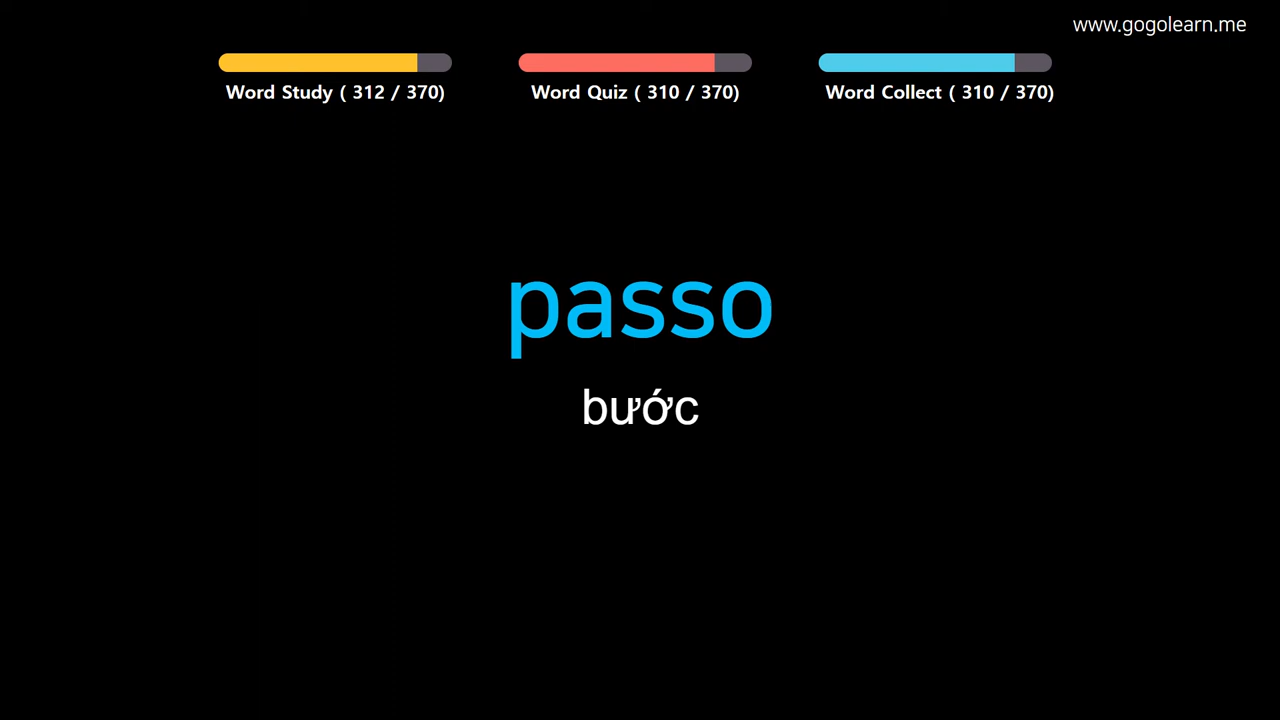 www.gogolearn.me
Word Study ( 312 / 370)
Word Quiz ( 310 / 370)
Word Collect ( 310 / 370)
passo
bước